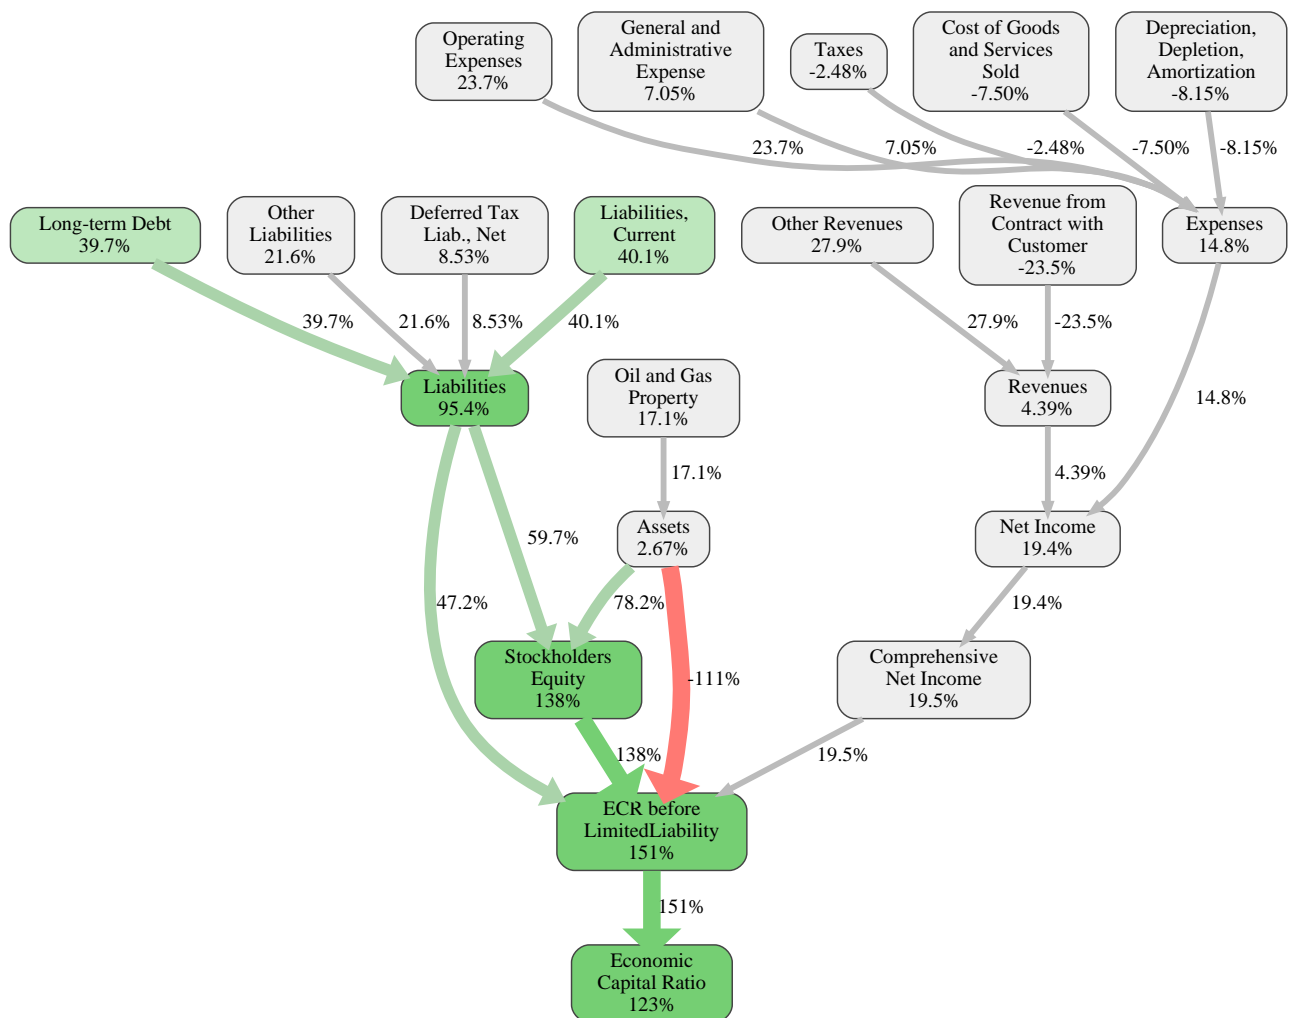 Operating
Expenses
23.7%
General and
Administrative
Expense
7.05%
Taxes
-2.48%
Cost of Goods
and Services
Sold
-7.50%
Depreciation,
Depletion,
Amortization
-8.15%
23.7%
7.05%
-2.48%
-7.50%
-8.15%
Long-term Debt
39.7%
Other
Liabilities
21.6%
Deferred Tax
Liab., Net
8.53%
Liabilities,
Current
40.1%
Other Revenues
27.9%
Revenue from
Contract with
Customer
-23.5%
Expenses
14.8%
39.7%
21.6%
8.53%
40.1%
27.9%
-23.5%
Liabilities
95.4%
Oil and Gas
Property
17.1%
Revenues
4.39%
14.8%
17.1%
4.39%
Assets
2.67%
Net Income
19.4%
59.7%
47.2%
78.2%
19.4%
Stockholders
Equity
138%
-111%
Comprehensive
Net Income
19.5%
138%
19.5%
ECR before
LimitedLiability
151%
151%
Economic
Capital Ratio
123%